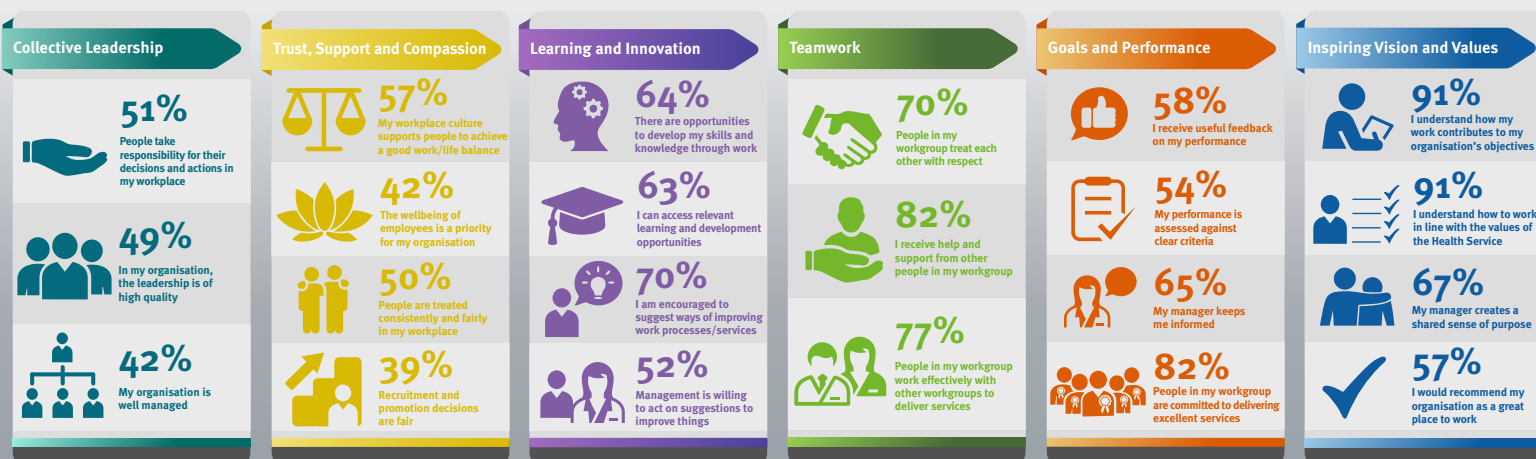 Collective Leadership
51%
People take
responsibility for their
decisions and actions in
my workplace
49%
In my organisation,
the leadership is of
high quality
42%
My organisation is
well managed
Trust, Support and Compassion
57%
My workplace culture
supports people to achieve
a good work/life balance
42%
The wellbeing of
employees is a priority
for my organisation
50%
People are treated
consistently and fairly
in my workplace
39%
Recruitment and
promotion decisions
are fair
Learning and Innovation
64%
There are opportunities
to develop my skills and
knowledge through work
63%
I can access relevant
learning and development
opportunities
70%
I am encouraged to
suggest ways of improving
work processes/services
52%
Management is willing
to act on suggestions to
improve things
Teamwork
70%
People in my
workgroup treat each
other with respect
82%
I receive help and
support from other
people in my workgroup
77%
People in my workgroup
work effectively with
other workgroups to
deliver services
Goals and Performance
58%
I receive useful feedback
on my performance
54%
My performance is
assessed against
clear criteria
65%
My manager keeps
me informed
82%
People in my workgroup
are committed to delivering
excellent services
Inspiring Vision and Values
91%
I understand how my
work contributes to my
organisation's objectives
91%
I understand how to work
in line with the values of
the Health Service
67%
My manager creates a
shared sense of purpose
57%
I would recommend my
organisation as a great
place to work